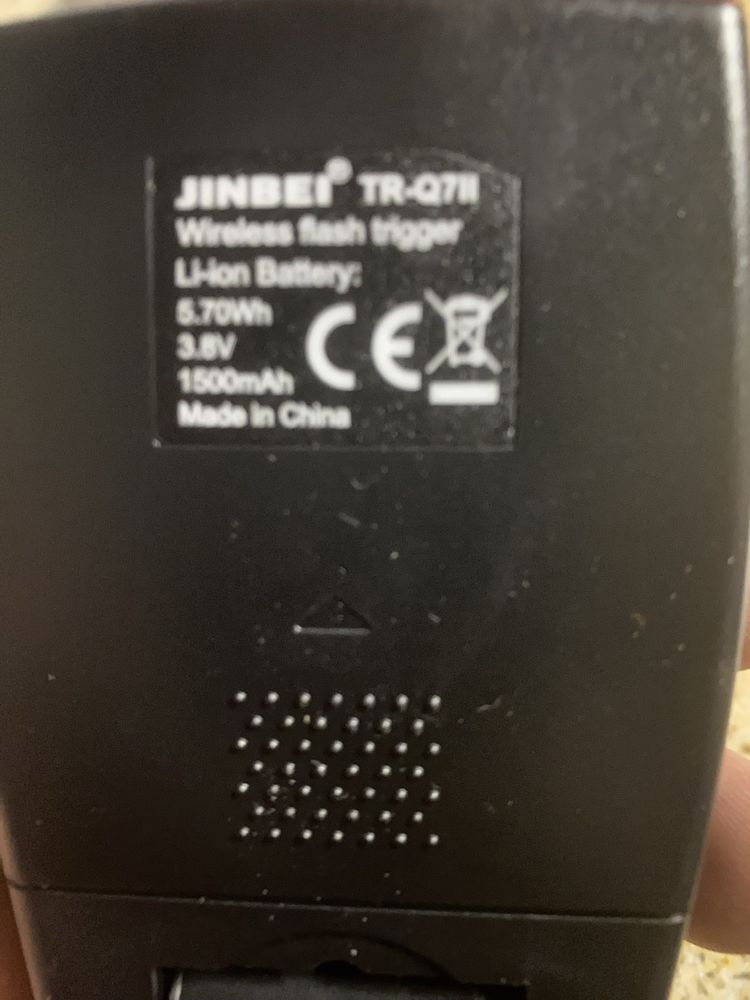 JINBEI® TR-Q7II
Wireless flash trigger
Li-ion Battery:
5.70Wh
3.8V
1500mAh
CE
Made in China